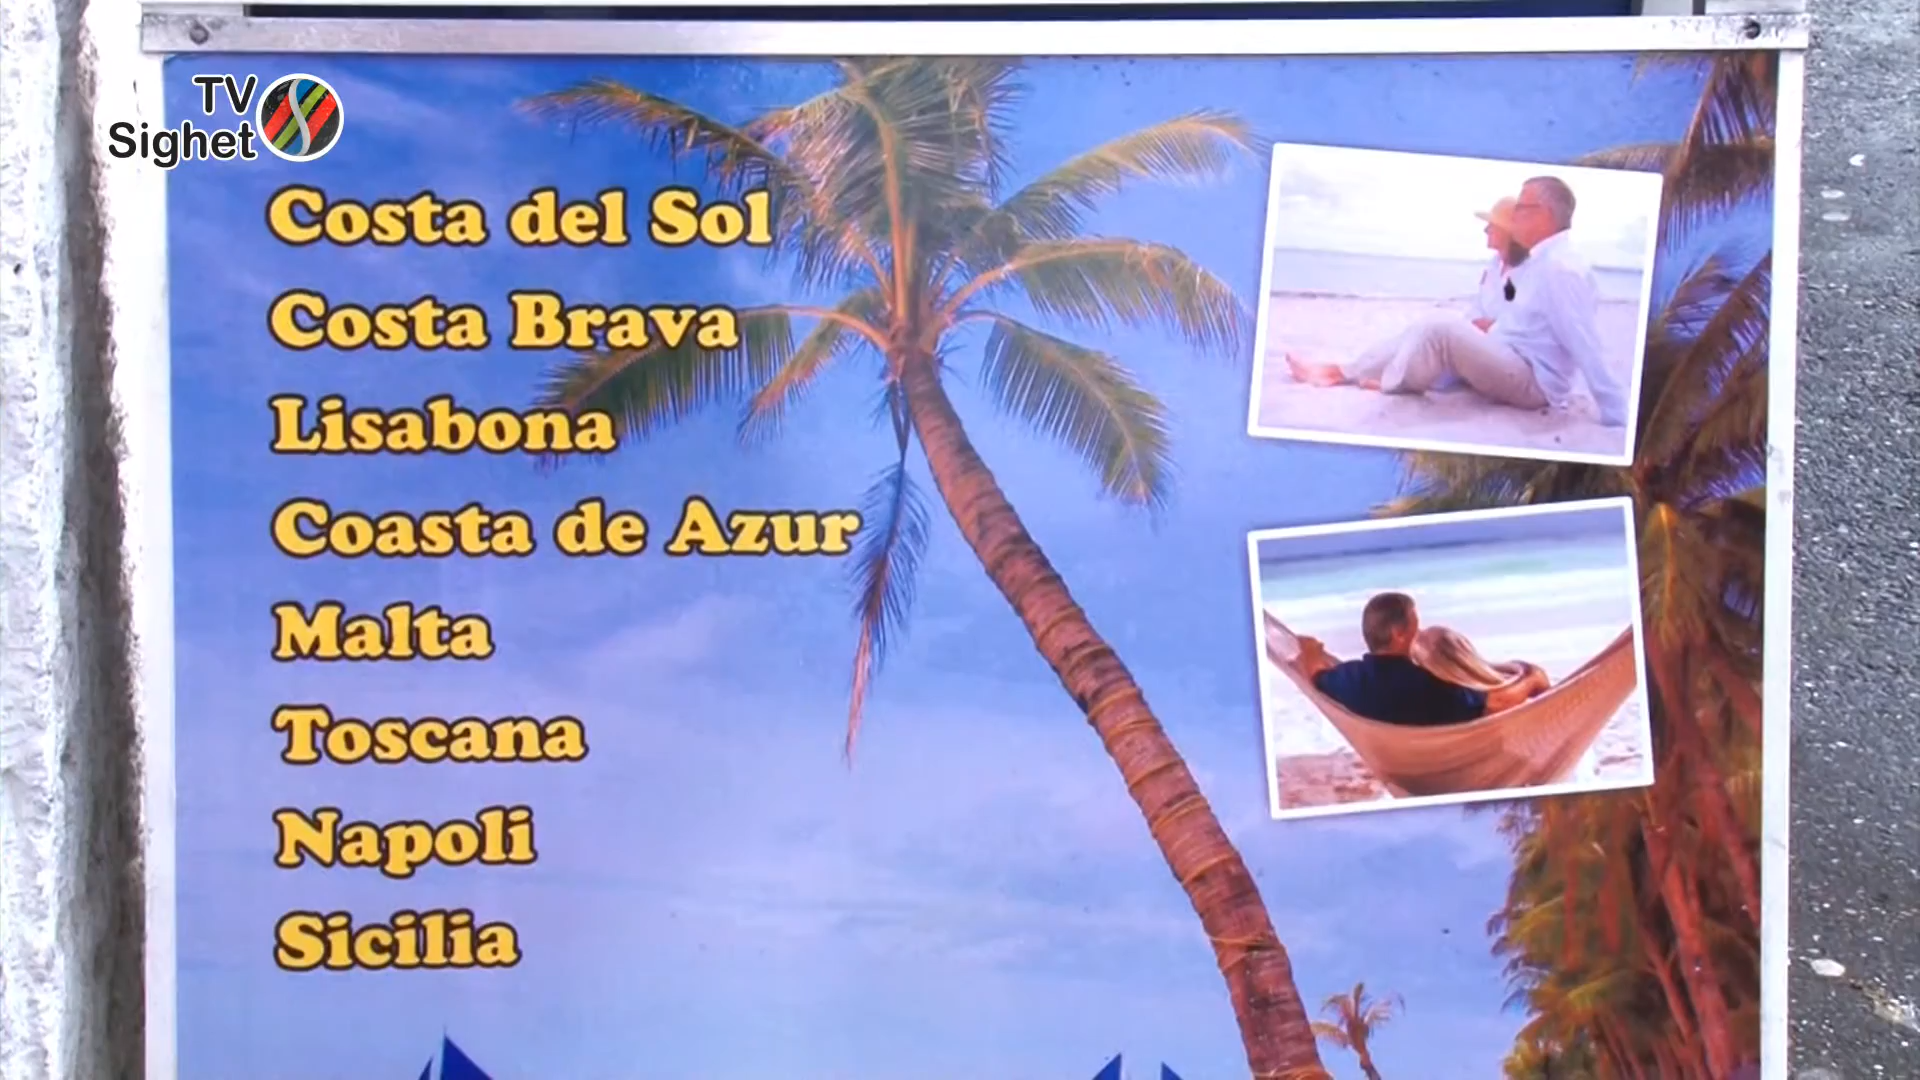 TV
Sighet
Costa del Sol
Costa Brava
Lisabona
Coasta de Azur
Malta
Toscana
Napoli
Sicilia